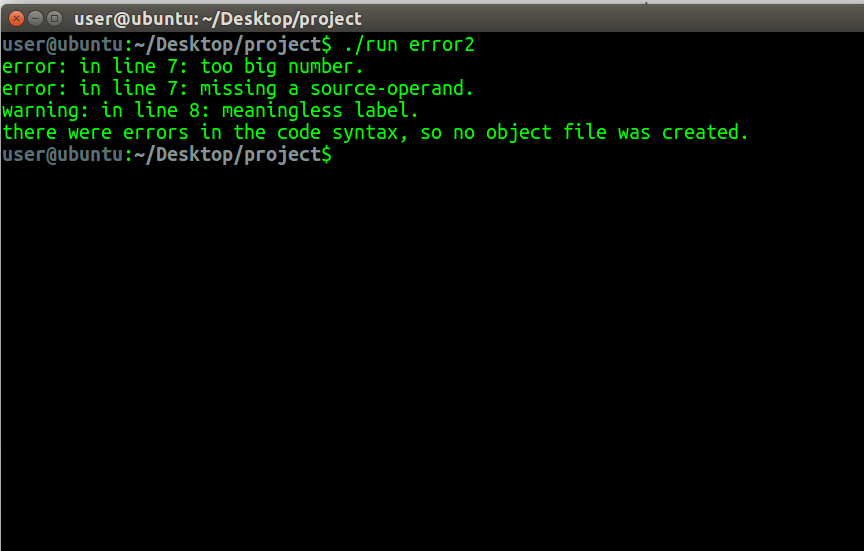 user@ubuntu: ~/Desktop/project
user@ubuntu:~/Desktop/project$ ./run error2
error: in line 7: too big number.
error: in line 7: missing a source-operand.
warning: in line 8: meaningless label.
there were errors in the code syntax, so no object file was created.
user@ubuntu:~/Desktop/project$